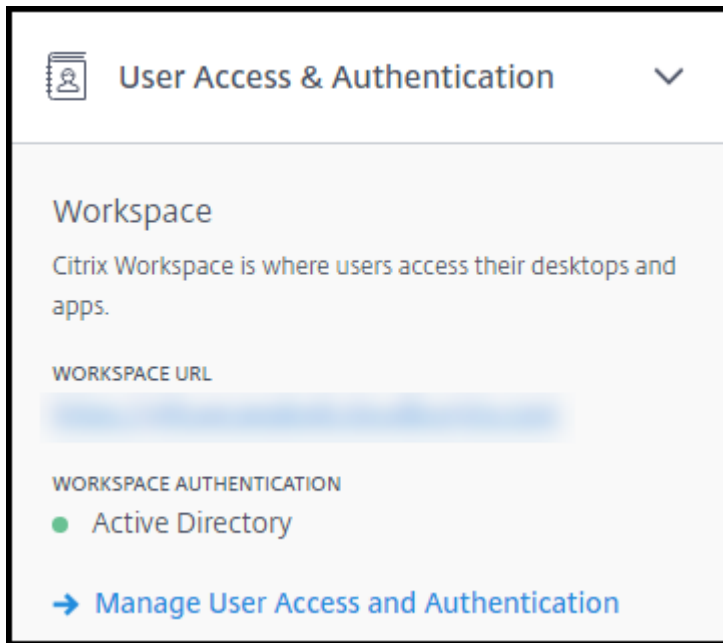 User Access & Authentication
Workspace
Citrix Workspace is where users access their desktops and
apps.
WORKSPACE URL
WORKSPACE AUTHENTICATION
Active Directory
Manage User Access and Authentication